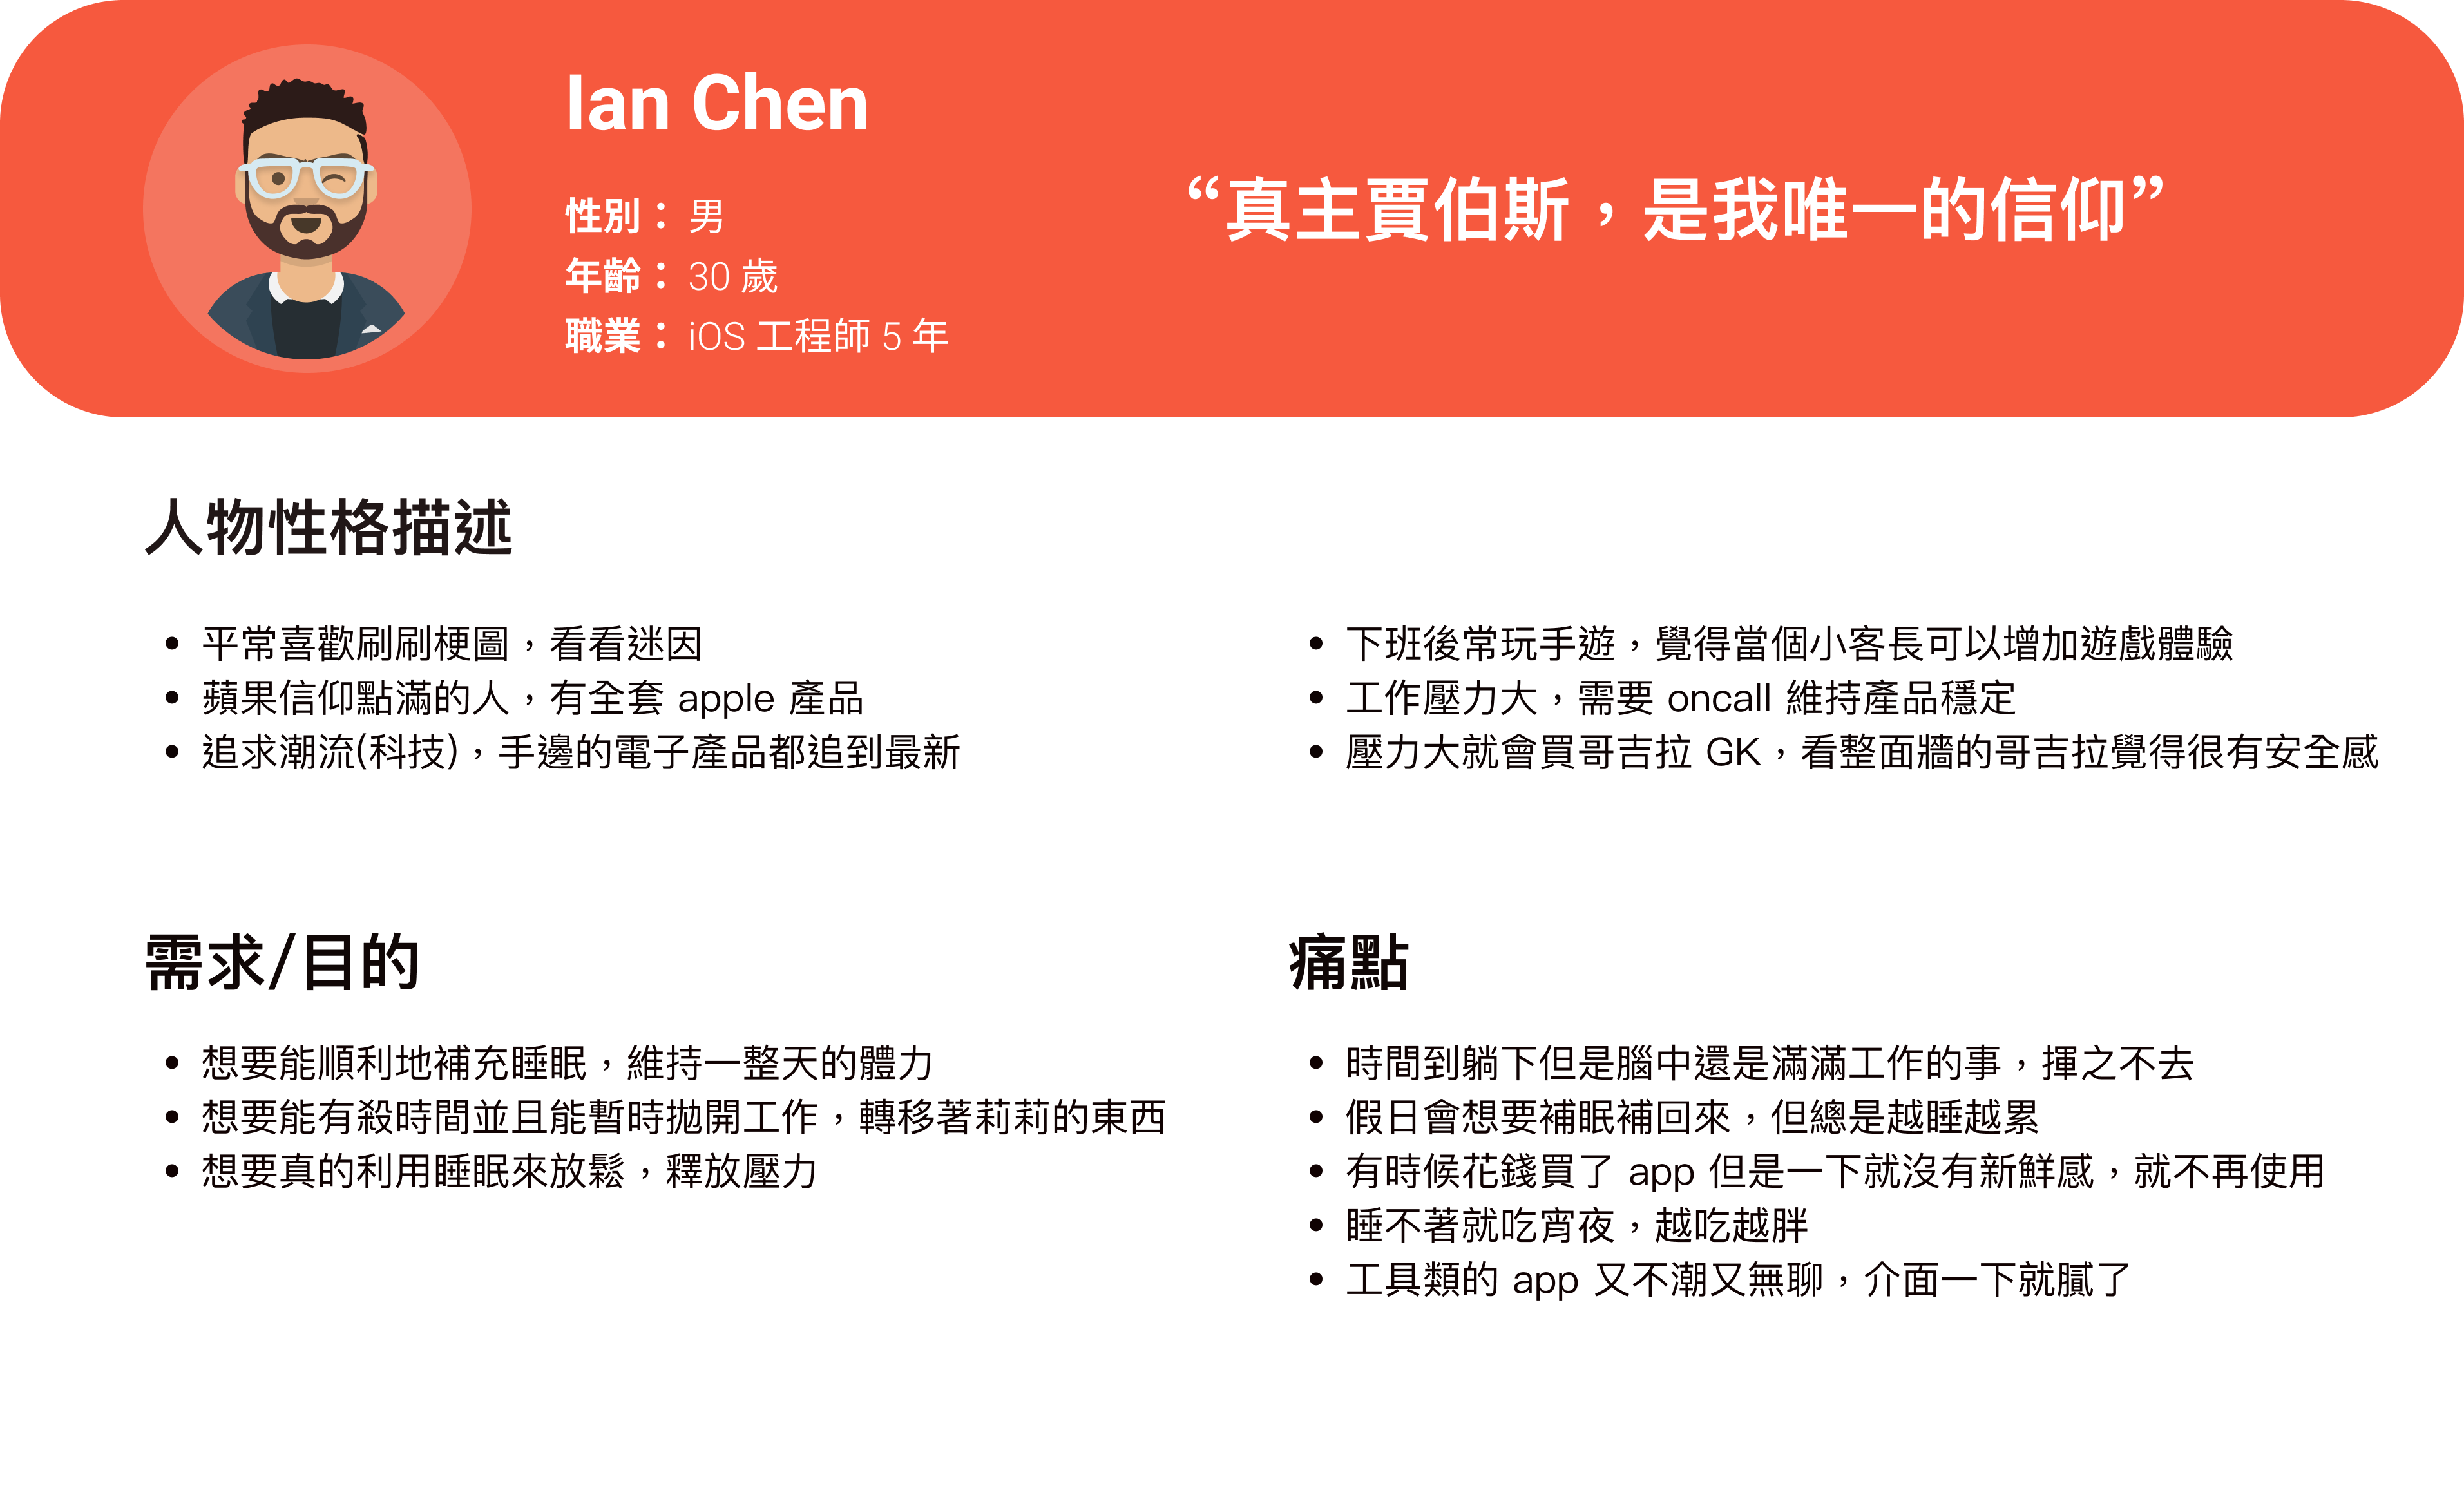 Ian Chen
性別： 男
年齡： 30 歲
職業： iOS 工程師 5 年
“真主賈伯斯，是我唯一的信仰”
人物性格描述
• 平常喜歡刷刷梗圖，看看迷因
• 蘋果信仰點滿的人，有全套 apple 產品
• 追求潮流(科技)，手邊的電子產品都追到最新
• 下班後常玩手遊，覺得當個小客長可以增加遊戲體驗
• 工作壓力大，需要 oncall 維持產品穩定
• 壓力大就會買哥吉拉 GK，看整面牆的哥吉拉覺得很有安全感
需求/目的
• 想要能順利地補充睡眠，維持一整天的體力
• 想要能有殺時間並且能暫時拋開工作，轉移著莉莉的東西
• 想要真的利用睡眠來放鬆，釋放壓力
痛點
• 時間到躺下但是腦中還是滿滿工作的事，揮之不去
• 假日會想要補眠補回來，但總是越睡越累
• 有時候花錢買了 app 但是一下就沒有新鮮感，就不再使用
• 睡不著就吃宵夜，越吃越胖
• 工具類的 app 又不潮又無聊，介面一下就膩了